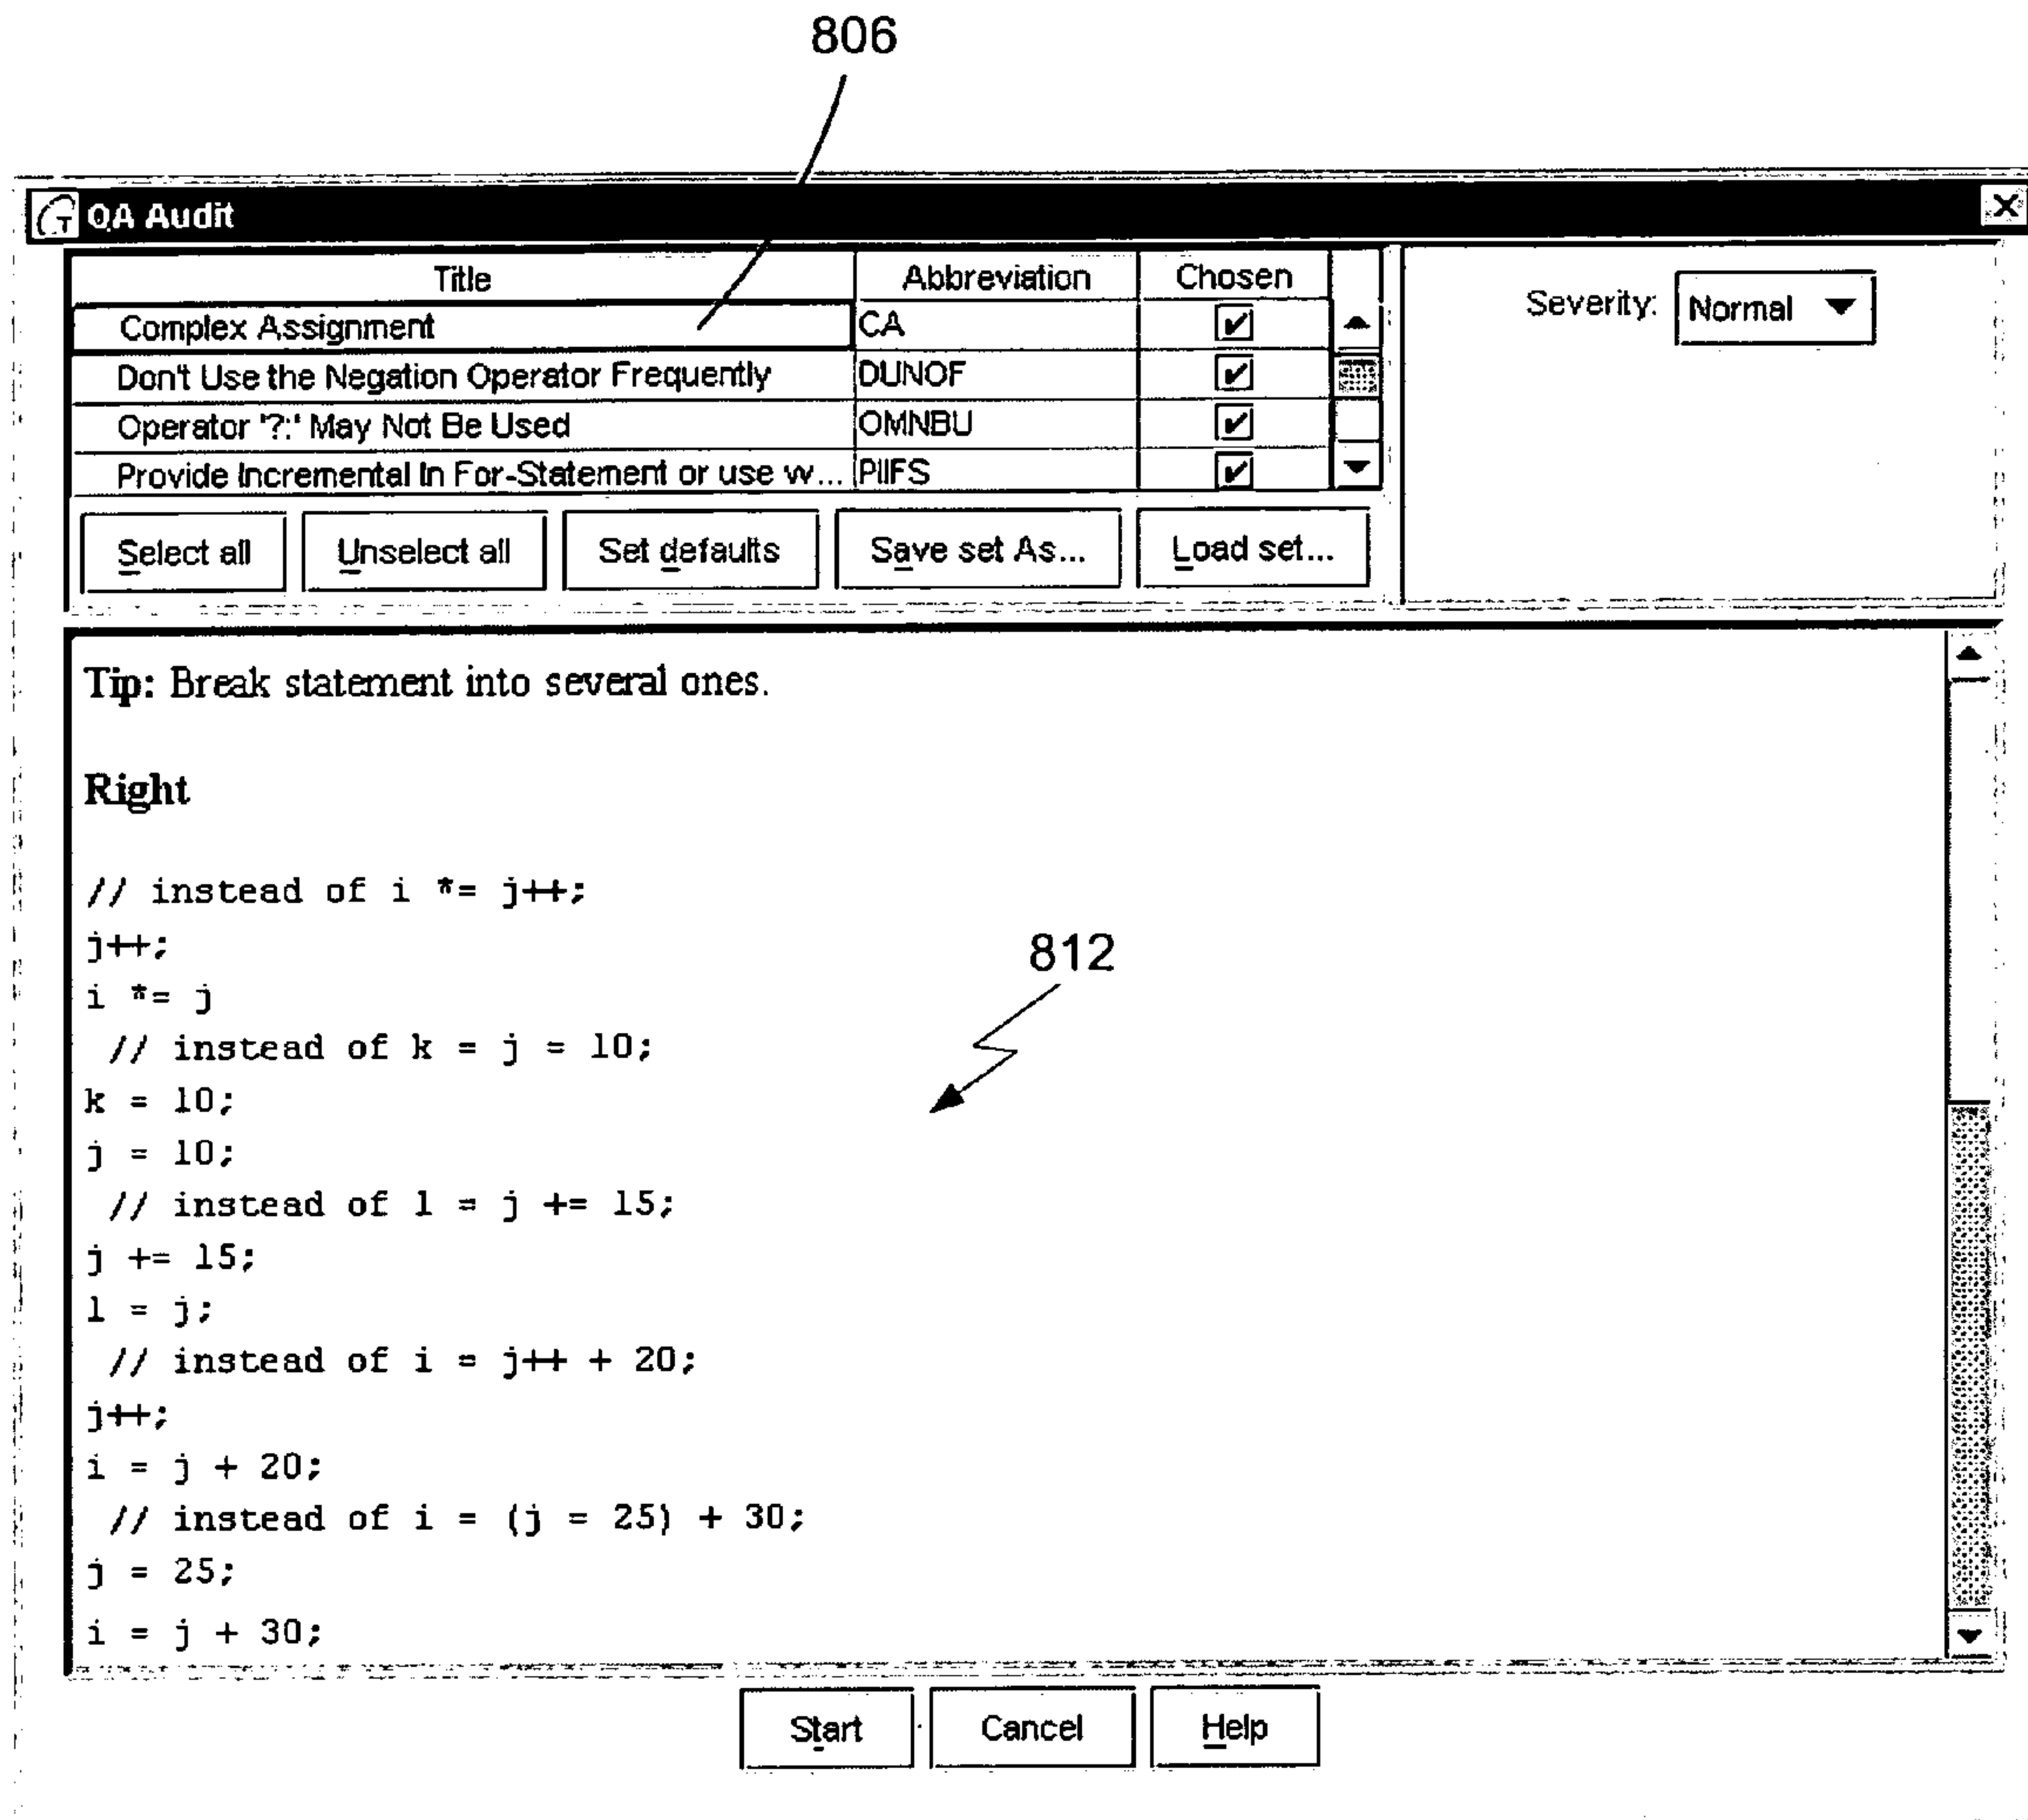 806
QA Audit
Title Abbreviation Chosen
Complex Assignment CA
Don't Use the Negation Operator Frequently DUNOF
Operator '?:' May Not Be Used OMNBU
Provide Incremental In For-Statement or use w... PIIFS
Severity: Normal
Select all Unselect all Set defaults Save set As... Load set...
Tip: Break statement into several ones.
Right
// instead of i *= j++;
j++;
i *= j
// instead of k = j = 10;
k = 10;
j = 10;
// instead of l = j += 15;
j += 15;
l = j;
// instead of i = j++ + 20;
j++;
i = j + 20;
// instead of i = (j = 25) + 30;
j = 25;
i = j + 30;
812
Start Cancel Help